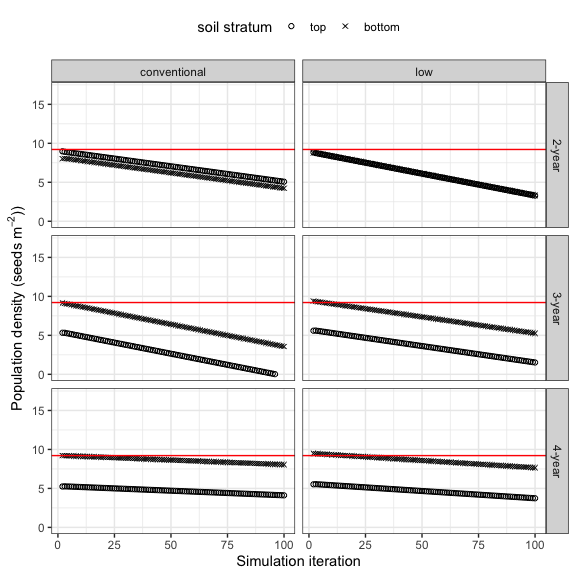 soil stratum top bottom
conventional low
15
10
5
0
2-year
15
10
5
0
3-year
15
10
5
0
4-year
0 25 50 75 100 0 25 50 75 100
Simulation iteration
Population density (seeds m⁻²))